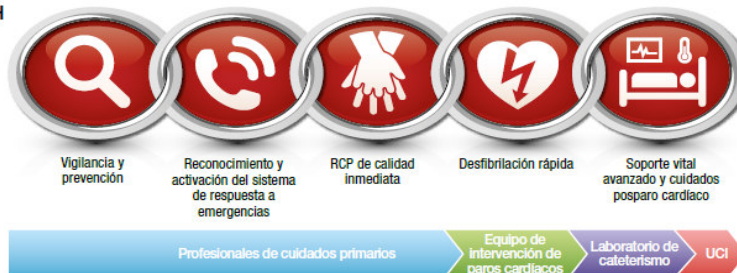 Vigilancia y
prevención
Reconocimiento y
activación del sistema
de respuesta a
emergencias
RCP de calidad
inmediata
Desfibrilación rápida
Soporte vital
avanzado y cuidados
posparo cardíaco
Profesionales de cuidados primarios
Equipo de
intervención de
paros cardíacos
Laboratorio de
cateterismo
UCI